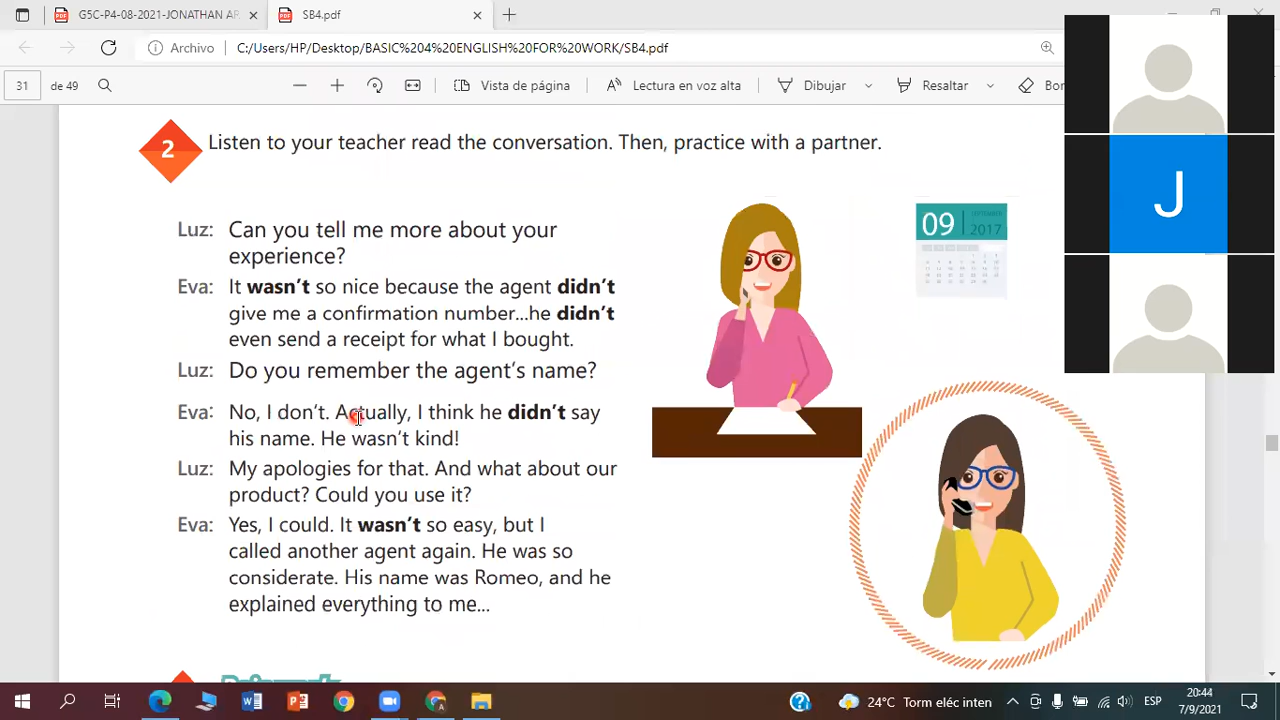 G5C-P4-08-2021-JONATHAN AR
SB4.pdf
Archivo
C:/Users/HP/Desktop/BASIC%204%20ENGLISH%20FOR%20WORK/SB4.pdf
31
de 49
Vista de página
Lectura en voz alta
Dibujar
Resaltar
Bor
2
Listen to your teacher read the conversation. Then, practice with a partner.
Luz: Can you tell me more about your
experience?
Eva: It wasn't so nice because the agent didn't
give me a confirmation number...he didn't
even send a receipt for what I bought.
Luz: Do you remember the agent's name?
Eva: No, I don't. Actually, I think he didn't say
his name. He wasn't kind!
Luz: My apologies for that. And what about our
product? Could you use it?
Eva: Yes, I could. It wasn't so easy, but I
called another agent again. He was so
considerate. His name was Romeo, and he
explained everything to me...
09
SEPTEMBER
2017
J
24°C Torm eléc inten
ESP
20:44
7/9/2021